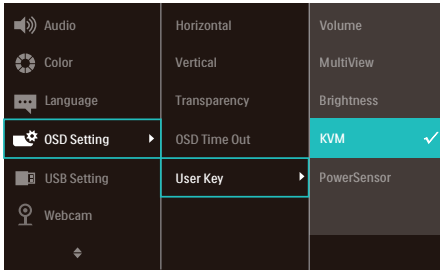 Audio
Color
Language
OSD Setting
USB Setting
Webcam
Horizontal
Vertical
Transparency
OSD Time Out
User Key
Volume
MultiView
Brightness
KVM
PowerSensor